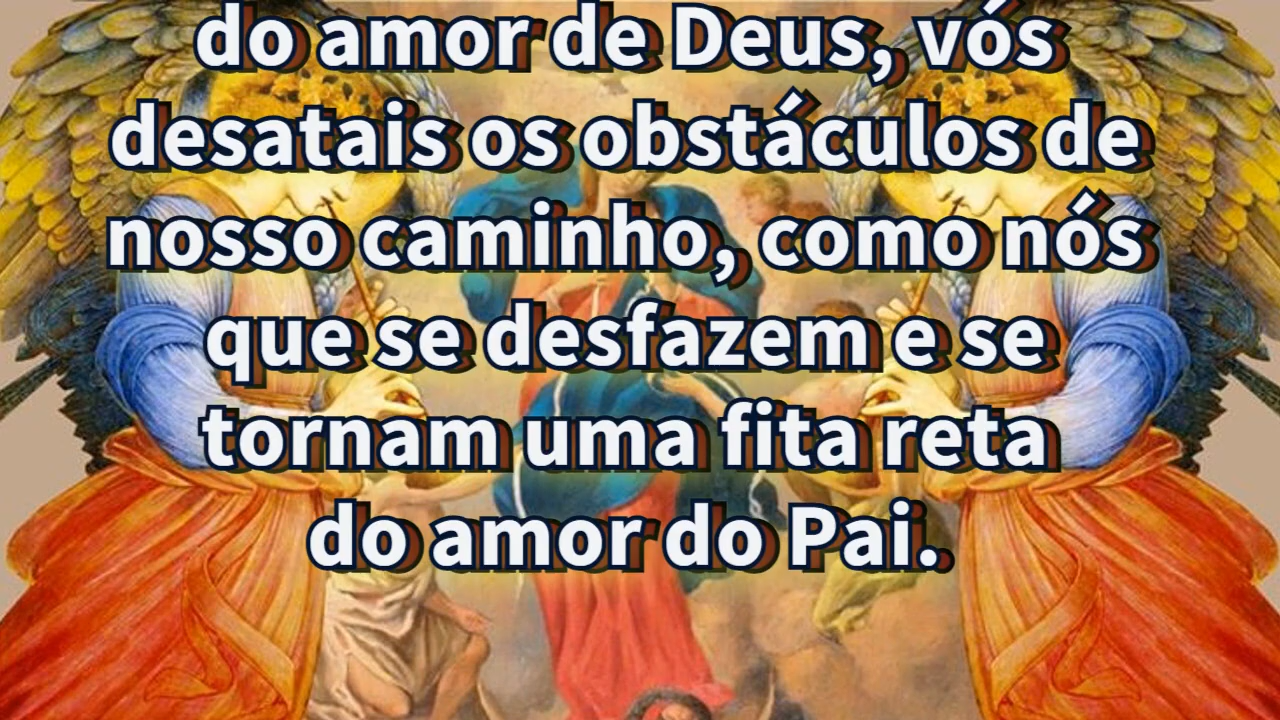 do amor de Deus, vós
desatais os obstáculos de
nosso caminho, como nós
que se desfazem e se
tornam uma fita reta
do amor do Pai.